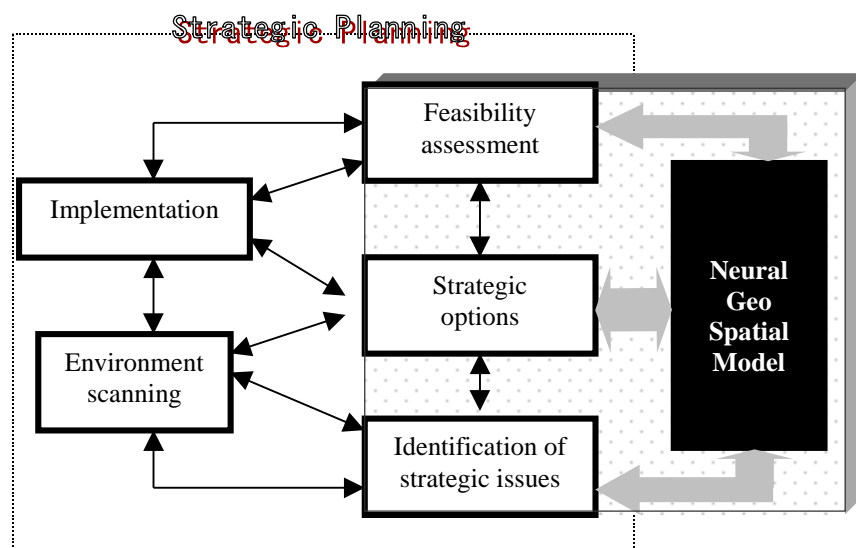 Strategic Planning
Feasibility
assessment
Implementation
Strategic
options
Neural
Geo
Spatial
Model
Environment
scanning
Identification of
strategic issues